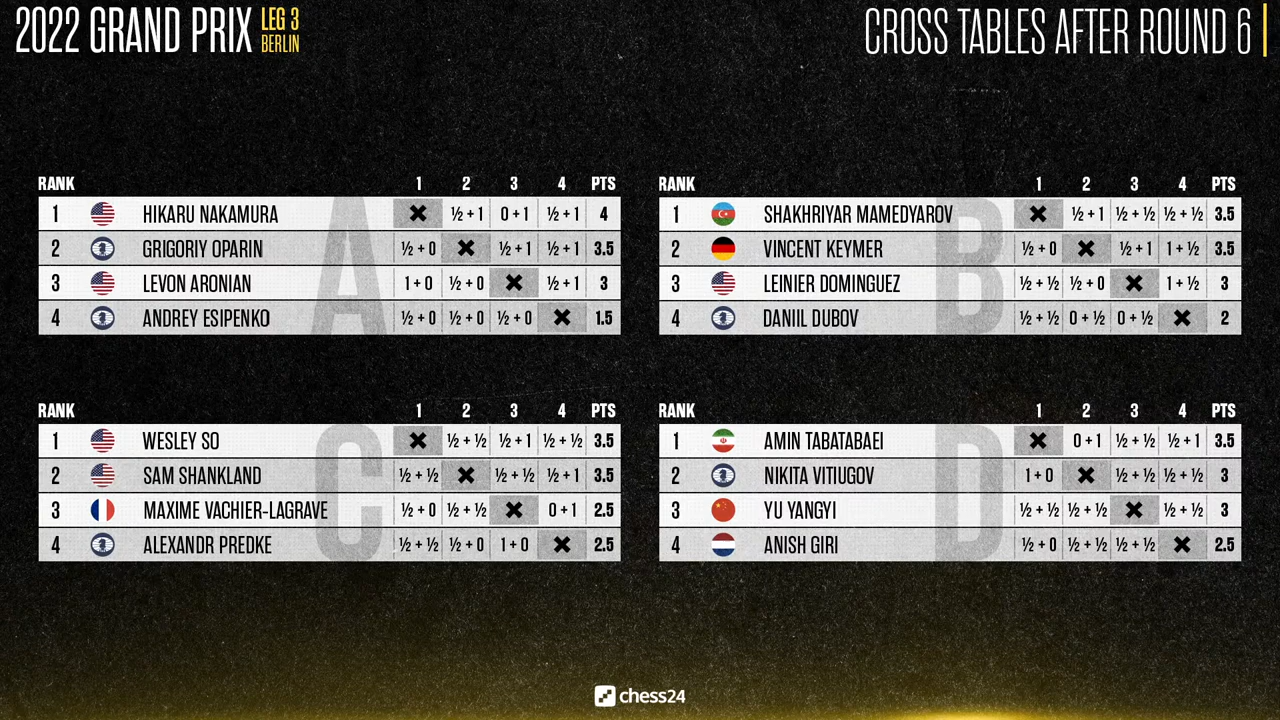 2022 GRAND PRIX LEG 3 BERLIN
CROSS TABLES AFTER ROUND 6
A
RANK 1 2 3 4 PTS
1 HIKARU NAKAMURA ✖ ½ + 1 0 + 1 ½ + 1 4
2 GRIGORIY OPARIN ½ + 0 ✖ ½ + 1 ½ + 1 3.5
3 LEVON ARONIAN 1 + 0 ½ + 0 ✖ ½ + 1 3
4 ANDREY ESIPENKO ½ + 0 ½ + 0 ½ + 0 ✖ 1.5
B
RANK 1 2 3 4 PTS
1 SHAKHRIYAR MAMEDYAROV ✖ ½ + 1 ½ + ½ ½ + ½ 3.5
2 VINCENT KEYMER ½ + 0 ✖ ½ + 1 1 + ½ 3.5
3 LEINIER DOMINGUEZ ½ + ½ ½ + 0 ✖ 1 + ½ 3
4 DANIIL DUBOV ½ + ½ 0 + ½ 0 + ½ ✖ 2
C
RANK 1 2 3 4 PTS
1 WESLEY SO ✖ ½ + ½ ½ + 1 ½ + ½ 3.5
2 SAM SHANKLAND ½ + ½ ✖ ½ + ½ ½ + 1 3.5
3 MAXIME VACHIER-LAGRAVE ½ + 0 ½ + ½ ✖ 0 + 1 2.5
4 ALEXANDR PREDKE ½ + ½ ½ + 0 1 + 0 ✖ 2.5
D
RANK 1 2 3 4 PTS
1 AMIN TABATABAEI ✖ 0 + 1 ½ + ½ ½ + 1 3.5
2 NIKITA VITIUGOV 1 + 0 ✖ ½ + ½ ½ + ½ 3
3 YU YANGYI ½ + ½ ½ + ½ ✖ ½ + ½ 3
4 ANISH GIRI ½ + 0 ½ + ½ ½ + ½ ✖ 2.5
chess24